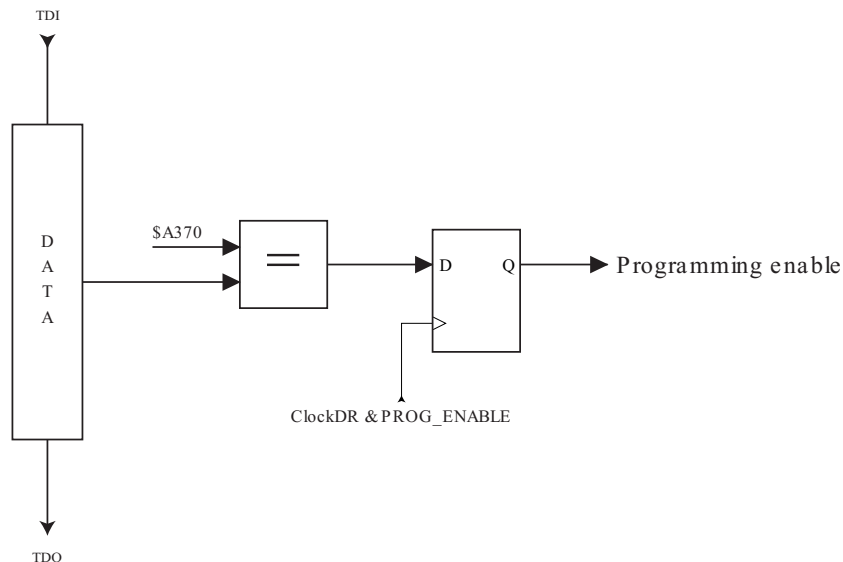 TDI
D
A
T
A
$A370
=
D
Q
Programming enable
ClockDR & PROG_ENABLE
TDO